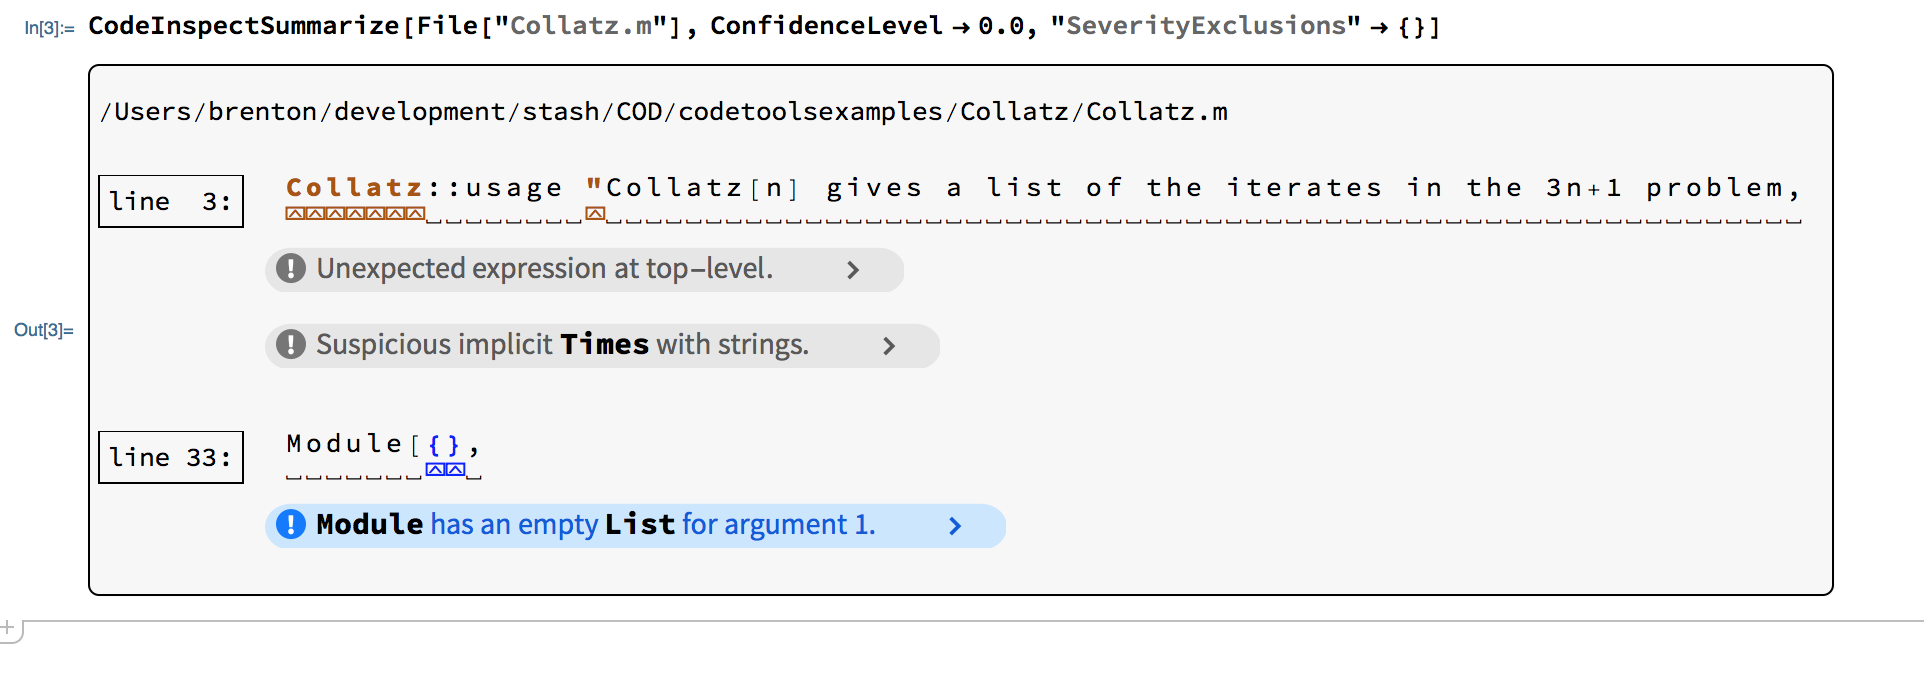 In[3]:= CodeInspectSummarize[File["Collatz.m"], ConfidenceLevel → 0.0, "SeverityExclusions" → {}]
/Users/brenton/development/stash/COD/codetoolsexamples/Collatz/Collatz.m
line 3: Collatz::usage "Collatz[n] gives a list of the iterates in the 3n+1 problem,
! Unexpected expression at top-level. >
Out[3]=
! Suspicious implicit Times with strings. >
line 33: Module[{},
! Module has an empty List for argument 1. >
+